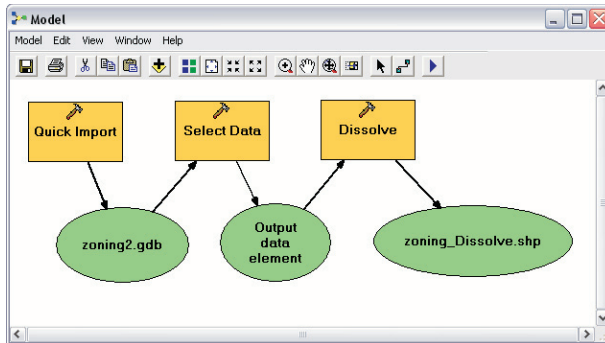 Model
Model Edit View Window Help
Quick Import
Select Data
Dissolve
zoning2.gdb
Output
data
element
zoning_Dissolve.shp